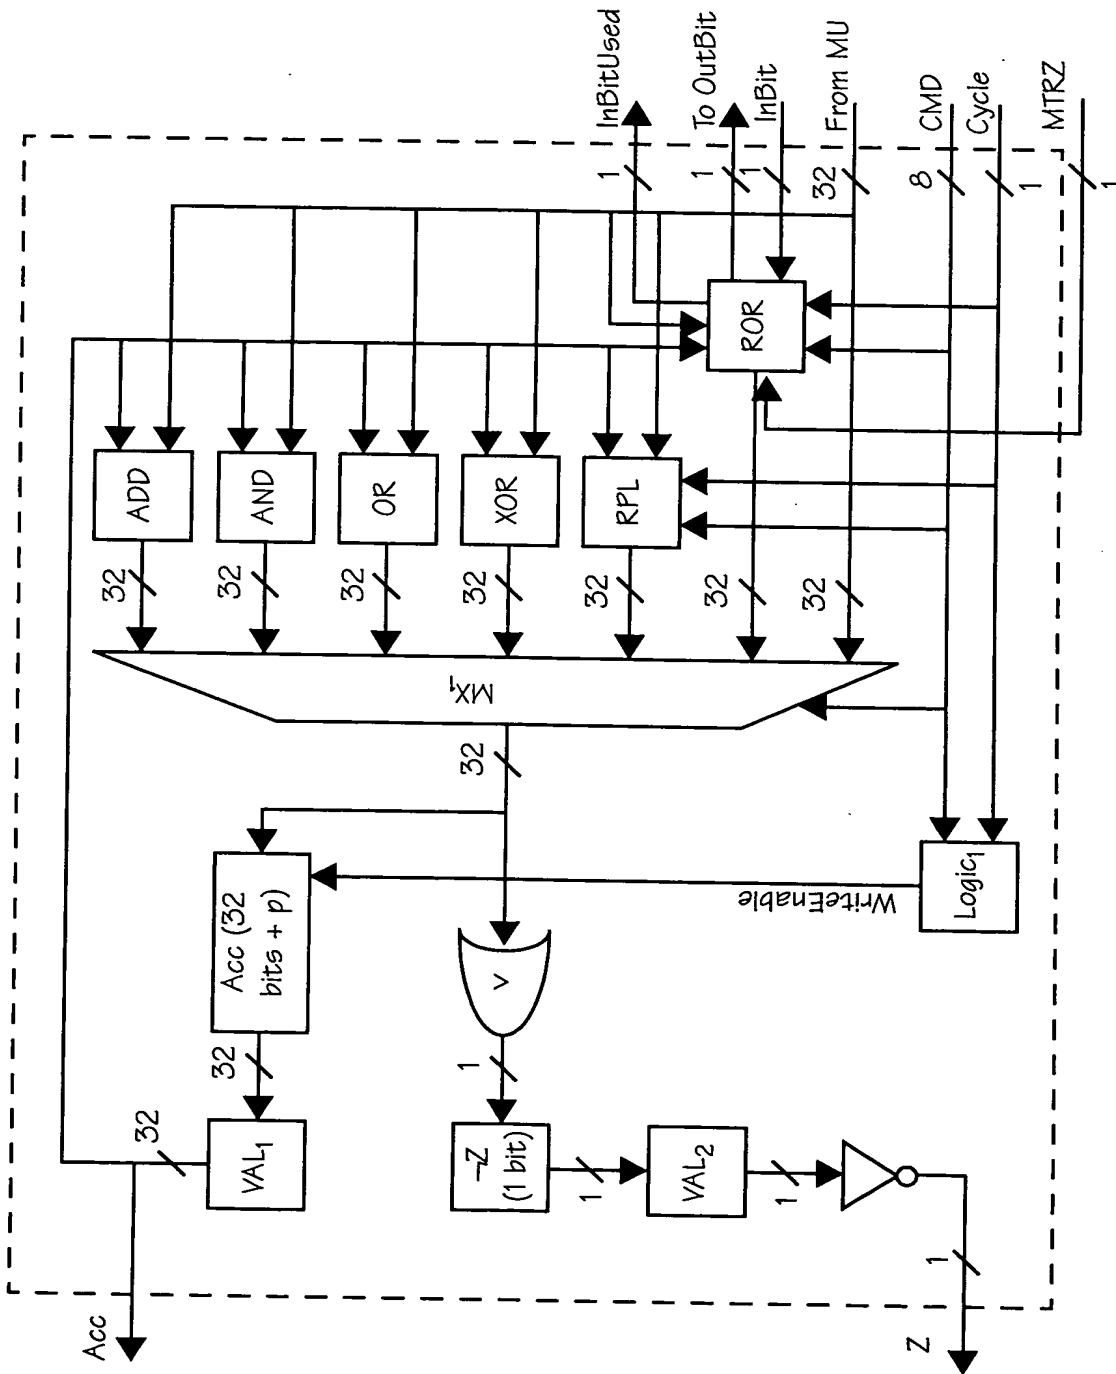 InBitUsed
To OutBit
InBit
From MU
CMD
Cycle
MTRZ
1
1
1
32
8
1
1
ADD
AND
OR
XOR
RPL
ROR
32
32
32
32
32
32
32
MX1
32
Acc (32
bits + p)
WriteEnable
Logic1
32
VAL1
32
v
1
¬Z
(1 bit)
1
VAL2
1
1
Acc
Z